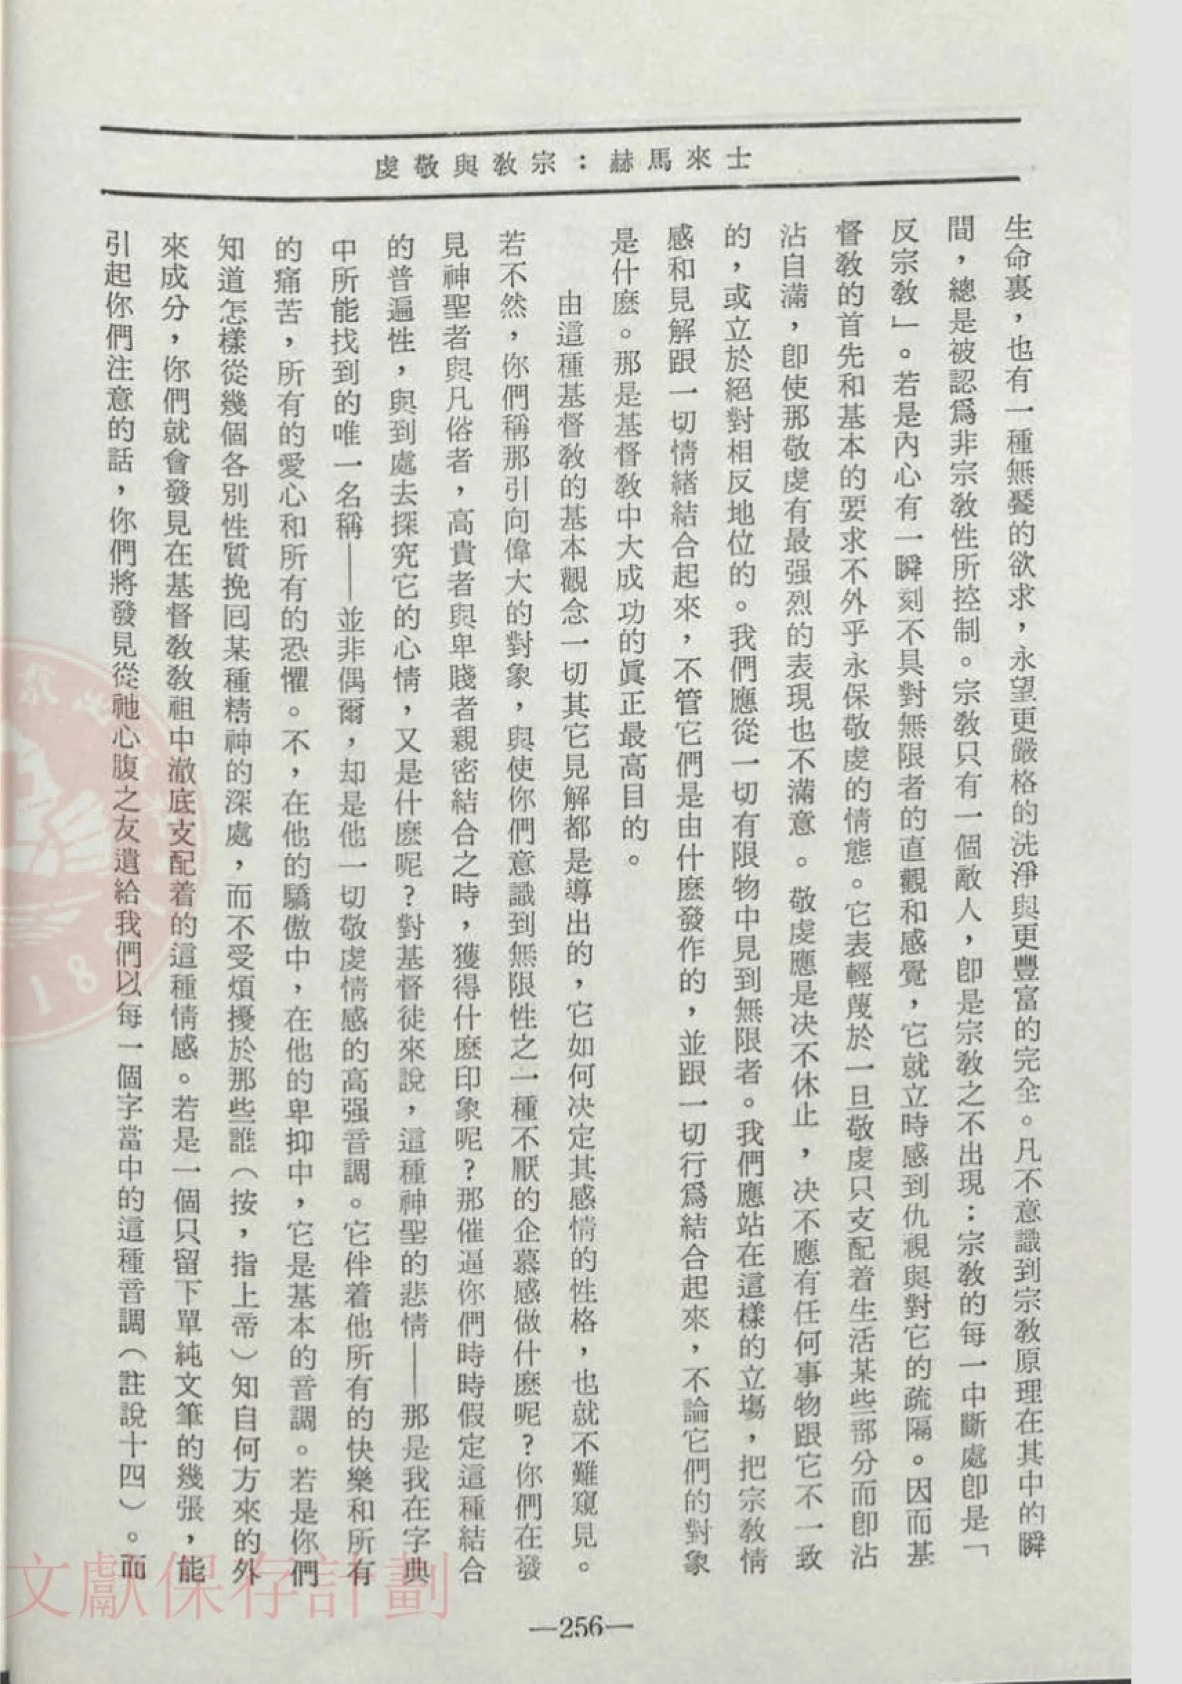 虔敬與教宗：赫馬來士
生命裏，也有一種無饜的欲求，永望更嚴格的洗淨與更豐富的完全。凡不意識到宗教原理在其中的瞬
間，總是被認爲非宗教性所控制。宗教只有一個敵人，卽是宗教之不出現：宗教的每一中斷處卽是「
反宗教」。若是內心有一瞬刻不具對無限者的直觀和感覺，它就立時感到仇視與對它的疏隔。因而基
督教的首先和基本的要求不外乎永保敬虔的情態。它表輕蔑於一旦敬虔只支配着生活某些部分而卽沾
沾自滿，卽使那敬虔有最强烈的表現也不滿意。敬虔應是决不休止，决不應有任何事物跟它不一致
的，或立於絕對相反地位的。我們應從一切有限物中見到無限者。我們應站在這樣的立塲，把宗教情
感和見解跟一切情緒結合起來，不管它們是由什麽發作的，並跟一切行爲結合起來，不論它們的對象
是什麽。那是基督教中大成功的眞正最高目的。
由這種基督教的基本觀念一切其它見解都是導出的，它如何决定其感情的性格，也就不難窺見。
若不然，你們稱那引向偉大的對象，與使你們意識到無限性之一種不厭的企慕感做什麽呢？你們在發
見神聖者與凡俗者，高貴者與卑賤者親密結合之時，獲得什麽印象呢？那催逼你們時時假定這種結合
的普遍性，與到處去探究它的心情，又是什麽呢？對基督徒來說，這種神聖的悲情——那是我在字典
中所能找到的唯一名稱——並非偶爾，却是他一切敬虔情感的高强音調。它伴着他所有的快樂和所有
的痛苦，所有的愛心和所有的恐懼。不，在他的驕傲中，在他的卑抑中，它是基本的音調。若是你們
知道怎樣從幾個各別性質挽回某種精神的深處，而不受煩擾於那些誰（按，指上帝）知自何方來的外
來成分，你們就會發見在基督教教祖中澈底支配着的這種情感。若是一個只留下單純文筆的幾張，能
引起你們注意的話，你們將發見從祂心腹之友遺給我們以每一個字當中的這種音調（註說十四）。而
—256—
文獻保存計劃